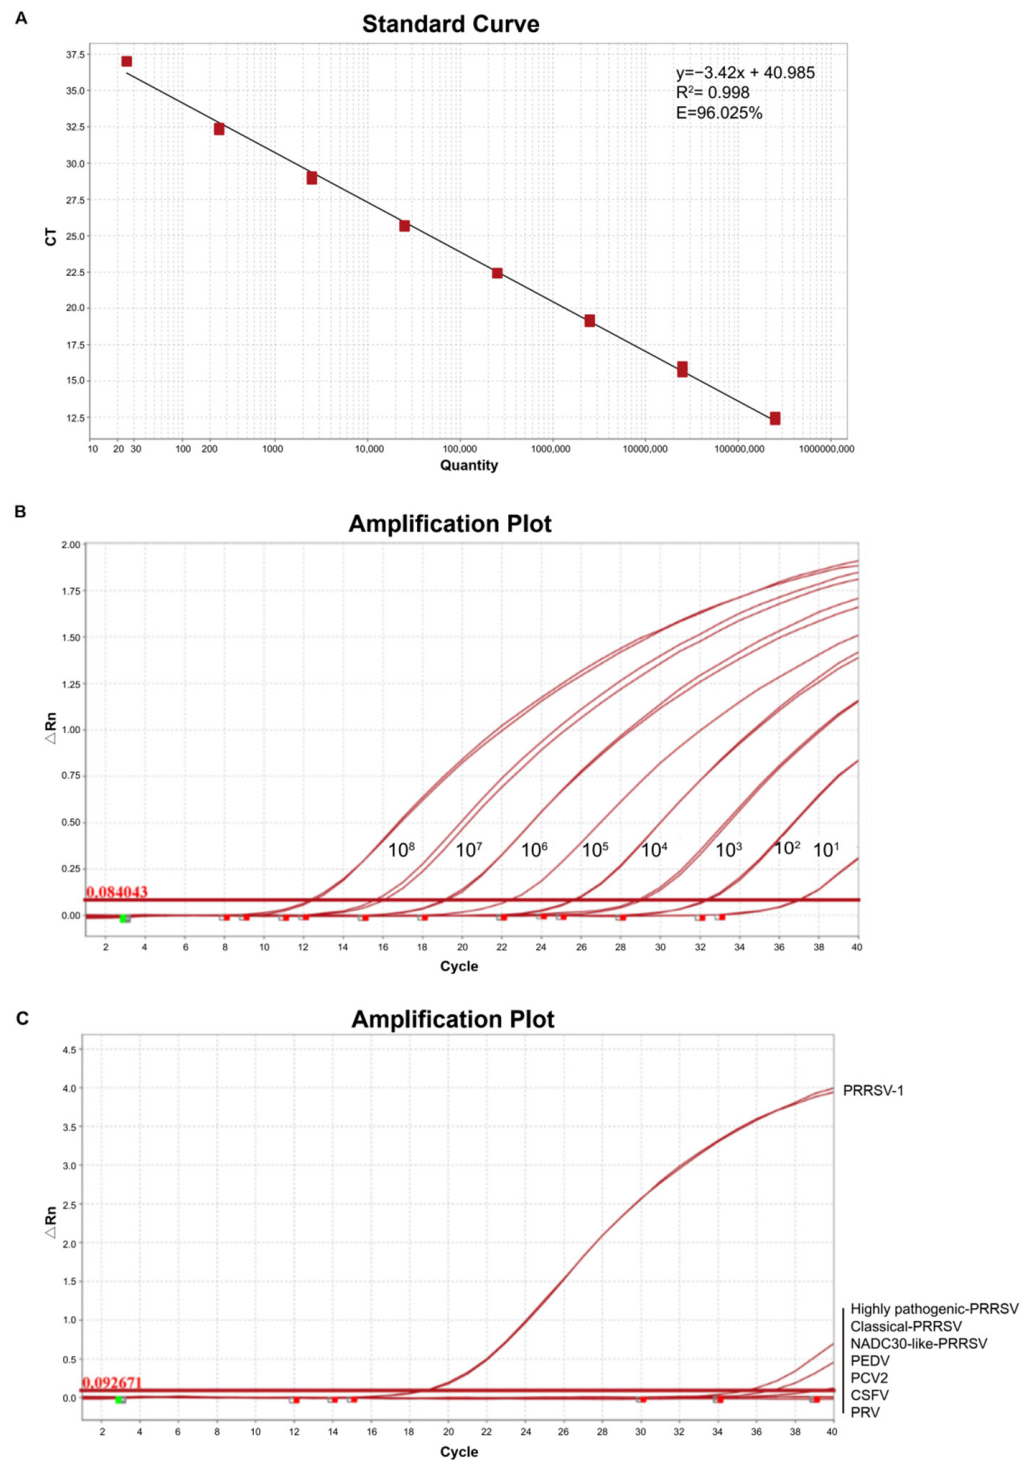 A
Standard Curve
y=−3.42x + 40.985
R²= 0.998
E=96.025%
37.5
35.0
32.5
30.0
27.5
25.0
22.5
20.0
17.5
15.0
12.5
CT
10 20 30 100 200 1000 10,000 100,000 1000,000 10000,000 100000,000 1000000,000
Quantity
B
Amplification Plot
2.00
1.75
1.50
1.25
1.00
0.75
0.50
0.25
0.00
△Rn
10⁸ 10⁷ 10⁶ 10⁵ 10⁴ 10³ 10² 10¹
0.084043
2 4 6 8 10 12 14 16 18 20 22 24 26 28 30 32 34 36 38 40
Cycle
C
Amplification Plot
4.5
4.0
3.5
3.0
2.5
2.0
1.5
1.0
0.5
0.0
△Rn
PRRSV-1
Highly pathogenic-PRRSV
Classical-PRRSV
NADC30-like-PRRSV
PEDV
PCV2
CSFV
PRV
0.092671
2 4 6 8 10 12 14 16 18 20 22 24 26 28 30 32 34 36 38 40
Cycle